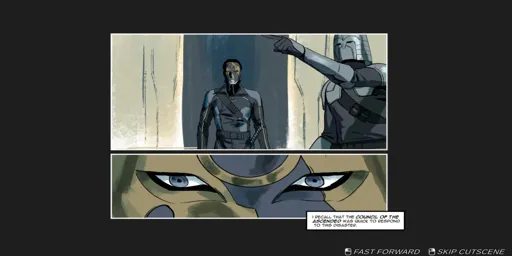 I RECALL THAT THE COUNCIL OF THE
ASCENDED WAS QUICK TO RESPOND
TO THIS DISASTER.
FAST FORWARD SKIP CUTSCENE